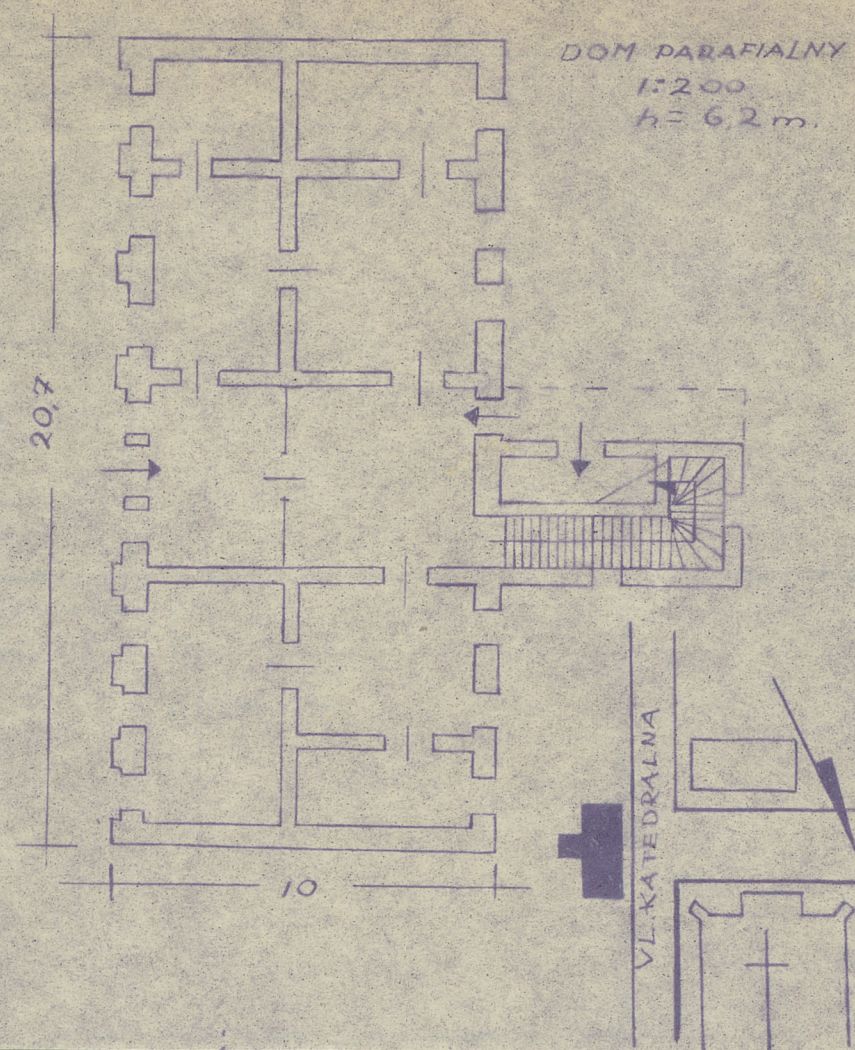 DOM PARAFIALNY
1:200
h = 6,2 m.
20,7
10
UL. KATEDRALNA